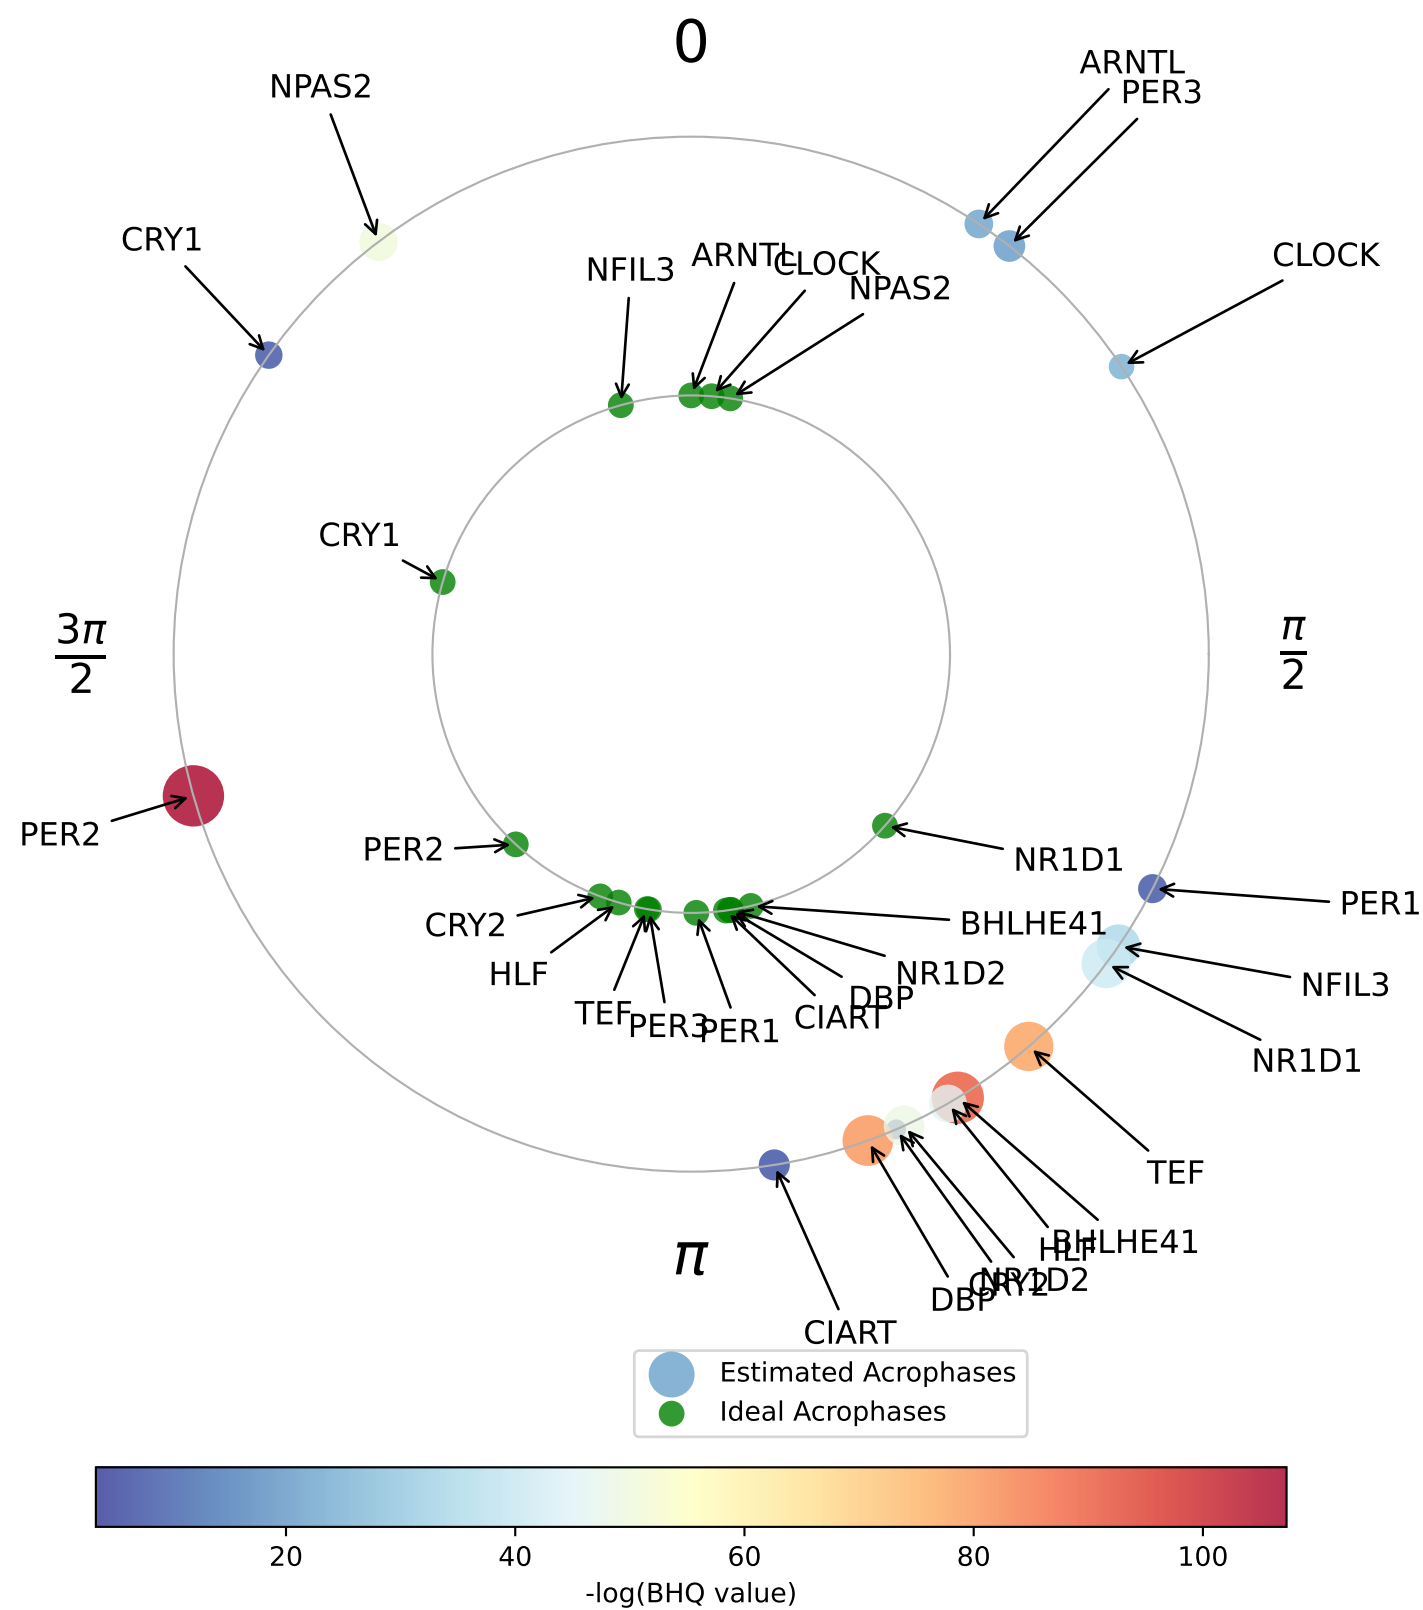 0
ARNTL
PER3
NPAS2
CRY1
CLOCK
NFIL3
ARNTL
CLOCK
NPAS2
CRY1
3π
2
π
2
PER2
PER2
NR1D1
PER1
CRY2
BHLHE41
HLF
NR1D2
NFIL3
TEF
PER3
PER1
CIART
DBP
NR1D1
TEF
π
HLF
BHLHE41
DBP
CRY2
NR1D2
CIART
Estimated Acrophases
Ideal Acrophases
20 40 60 80 100
-log(BHQ value)